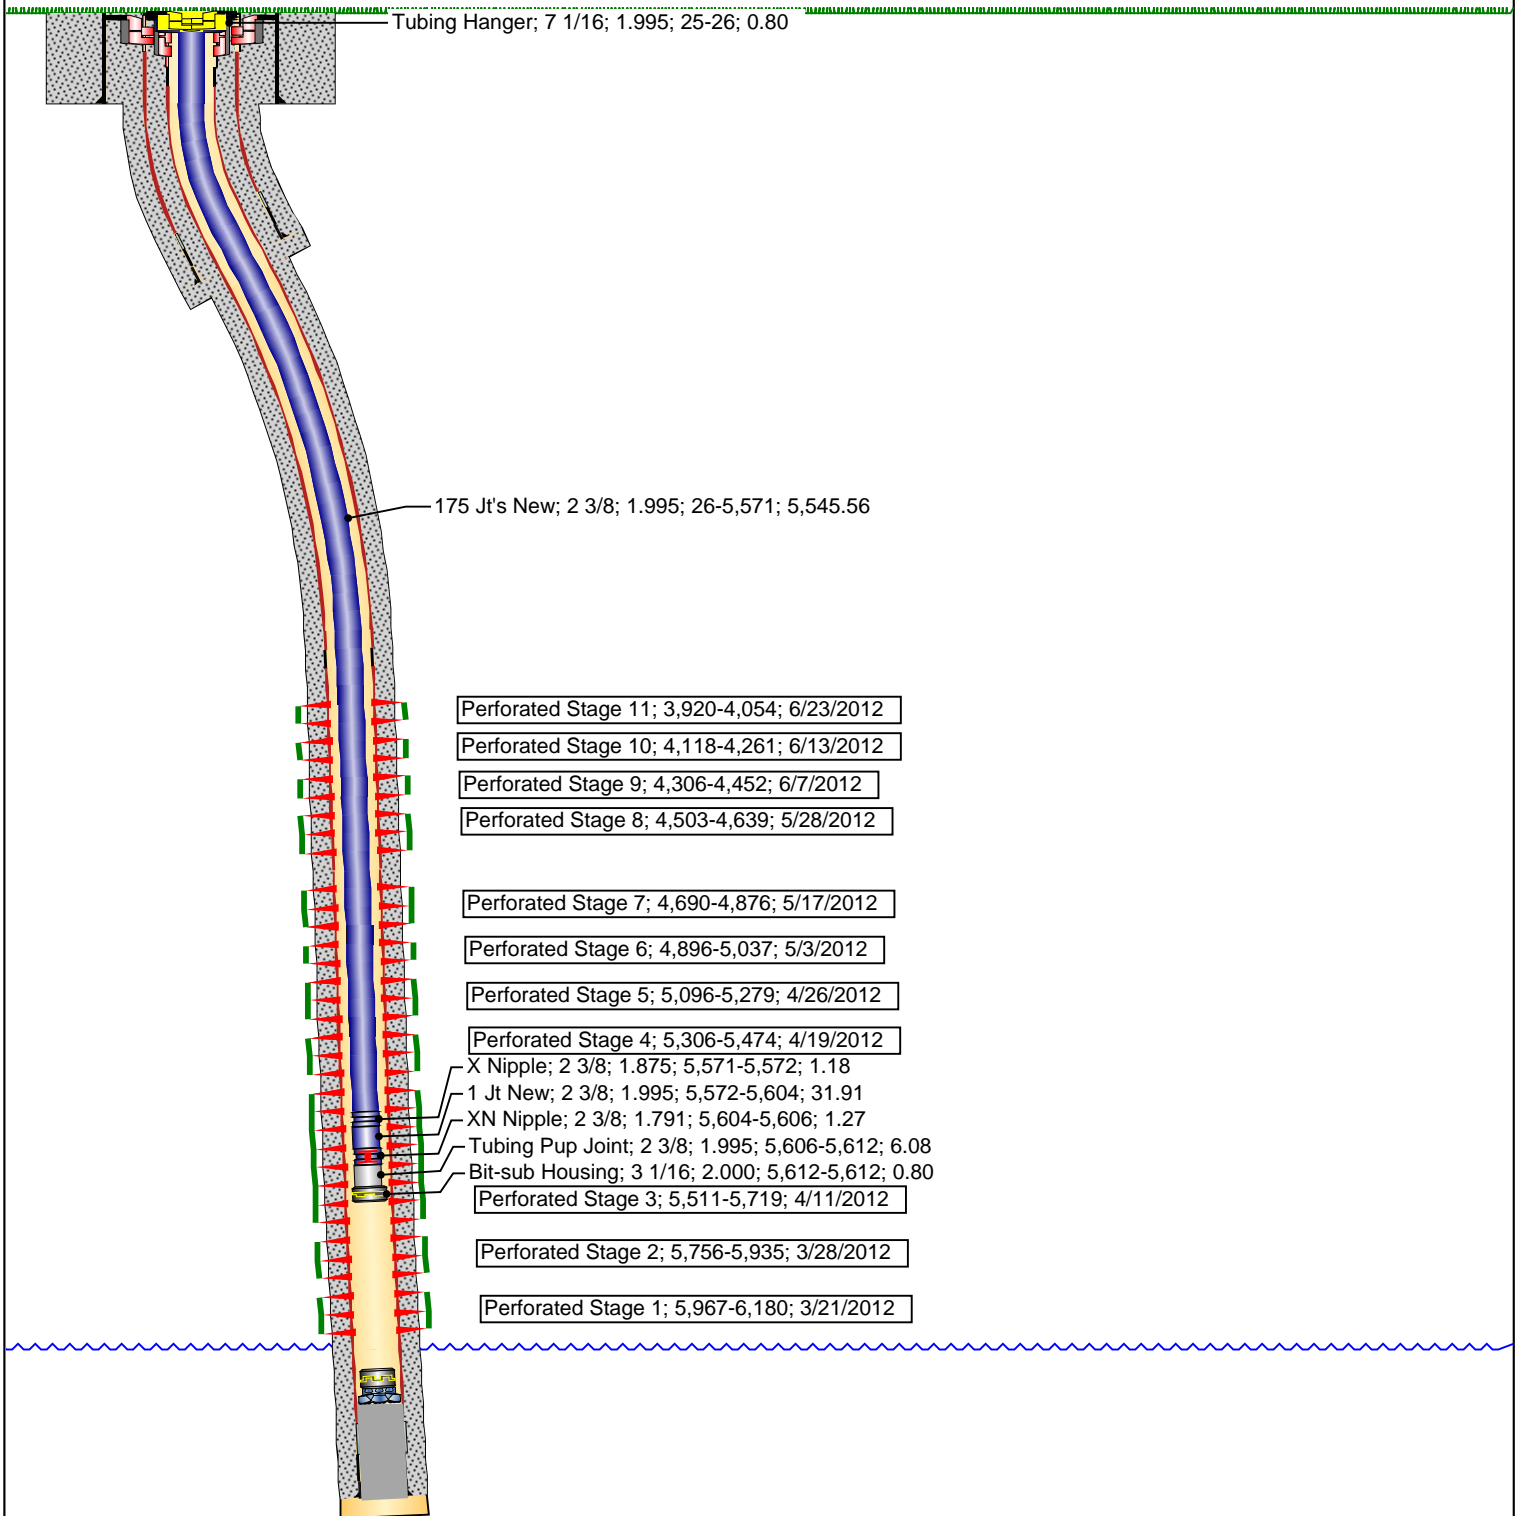 Tubing Hanger; 7 1/16; 1.995; 25-26; 0.80
175 Jt's New; 2 3/8; 1.995; 26-5,571; 5,545.56
Perforated Stage 11; 3,920-4,054; 6/23/2012
Perforated Stage 10; 4,118-4,261; 6/13/2012
Perforated Stage 9; 4,306-4,452; 6/7/2012
Perforated Stage 8; 4,503-4,639; 5/28/2012
Perforated Stage 7; 4,690-4,876; 5/17/2012
Perforated Stage 6; 4,896-5,037; 5/3/2012
Perforated Stage 5; 5,096-5,279; 4/26/2012
Perforated Stage 4; 5,306-5,474; 4/19/2012
X Nipple; 2 3/8; 1.875; 5,571-5,572; 1.18
1 Jt New; 2 3/8; 1.995; 5,572-5,604; 31.91
XN Nipple; 2 3/8; 1.791; 5,604-5,606; 1.27
Tubing Pup Joint; 2 3/8; 1.995; 5,606-5,612; 6.08
Bit-sub Housing; 3 1/16; 2.000; 5,612-5,612; 0.80
Perforated Stage 3; 5,511-5,719; 4/11/2012
Perforated Stage 2; 5,756-5,935; 3/28/2012
Perforated Stage 1; 5,967-6,180; 3/21/2012